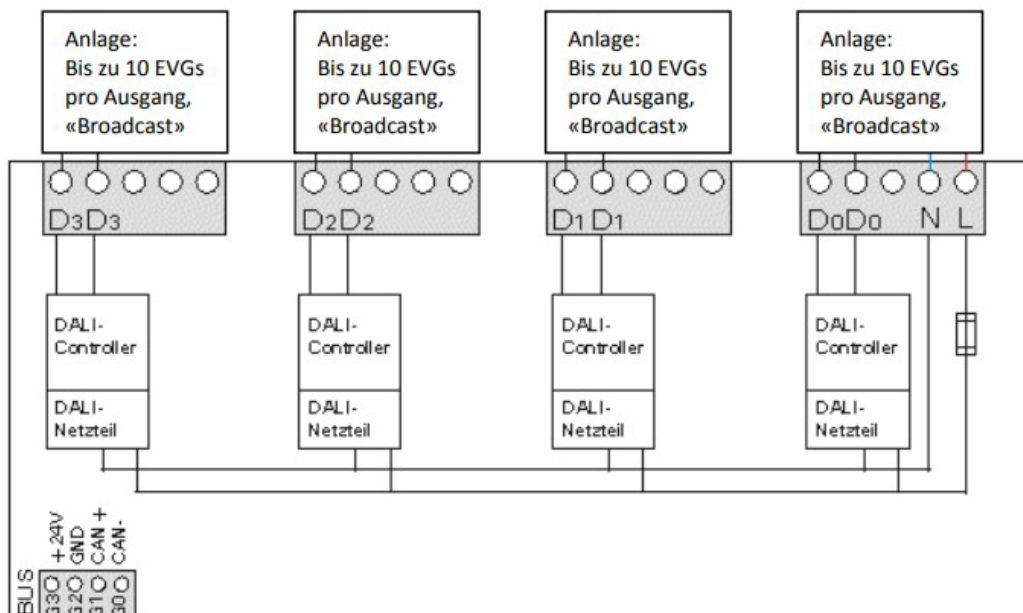 Anlage:
Bis zu 10 EVGs
pro Ausgang,
«Broadcast»
Anlage:
Bis zu 10 EVGs
pro Ausgang,
«Broadcast»
Anlage:
Bis zu 10 EVGs
pro Ausgang,
«Broadcast»
Anlage:
Bis zu 10 EVGs
pro Ausgang,
«Broadcast»
D3 D3
D2 D2
D1 D1
D0 D0 N L
DALI-
Controller
DALI-
Netzteil
DALI-
Controller
DALI-
Netzteil
DALI-
Controller
DALI-
Netzteil
DALI-
Controller
DALI-
Netzteil
+24V
GND
CAN +
CAN-
BUS
G3
G2
G1
G0